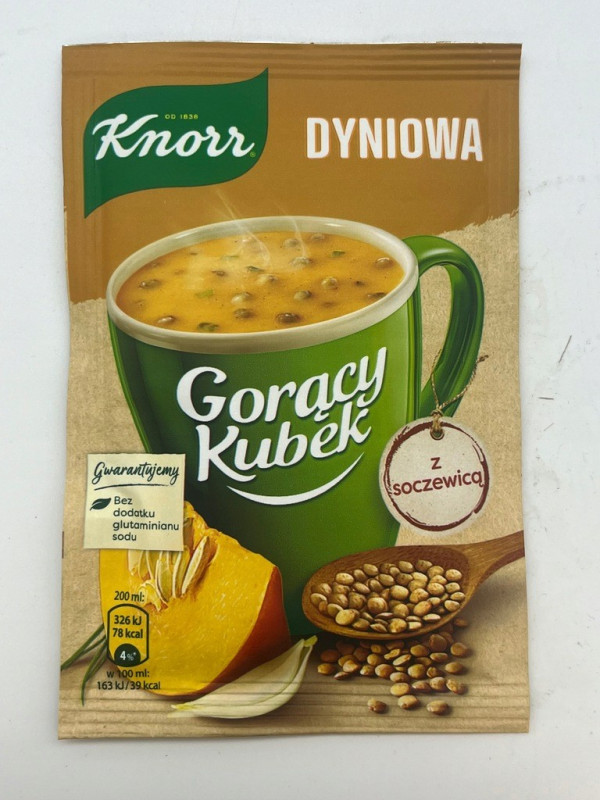 OD 1838
Knorr
DYNIOWA
Gorący
Kubek
z
soczewicą
Gwarantujemy
Bez
dodatku
glutaminianu
sodu
200 ml:
326 kJ
78 kcal
4%*
w 100 ml:
163 kJ/39 kcal